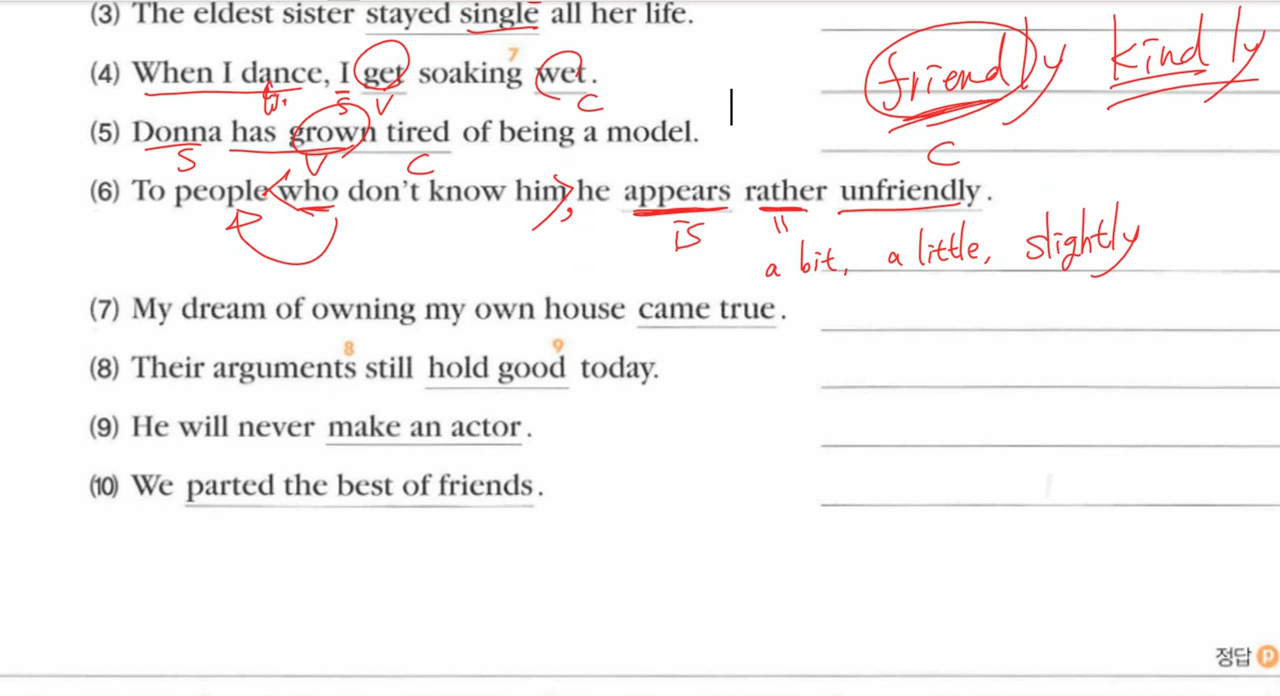 (3) The eldest sister stayed single all her life.
friendly kindly
7
(4) When I dance, I get soaking wet.
S V C
(5) Donna has grown tired of being a model.
S V C C
(6) To people who don't know him, he appears rather unfriendly.
is =
a bit, a little, slightly
(7) My dream of owning my own house came true.
8 9
(8) Their arguments still hold good today.
(9) He will never make an actor.
(10) We parted the best of friends.
정답 P